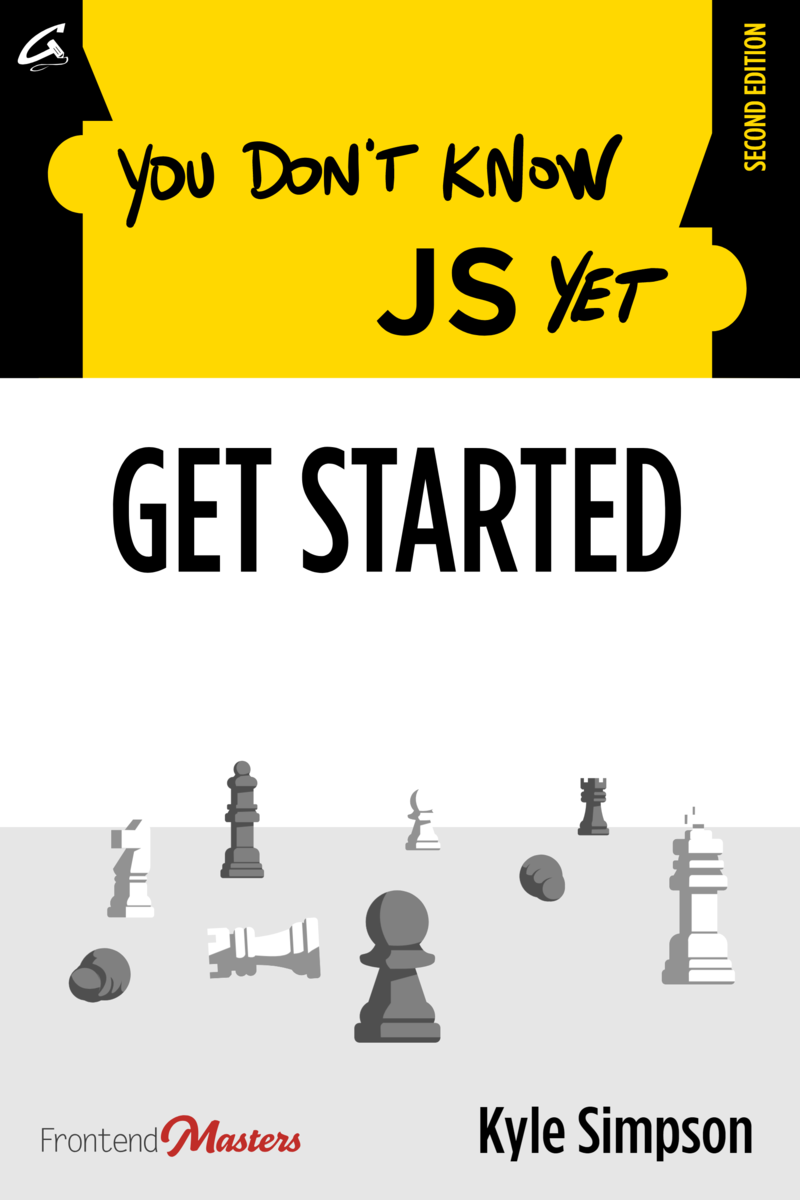 SECOND EDITION
YOU DON'T KNOW
JS YET
GET STARTED
Frontend Masters
Kyle Simpson